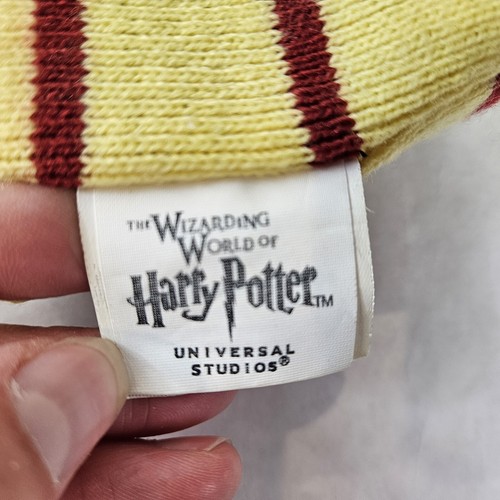 THE WIZARDING
WORLD OF
Harry Potter TM
UNIVERSAL
STUDIOS®